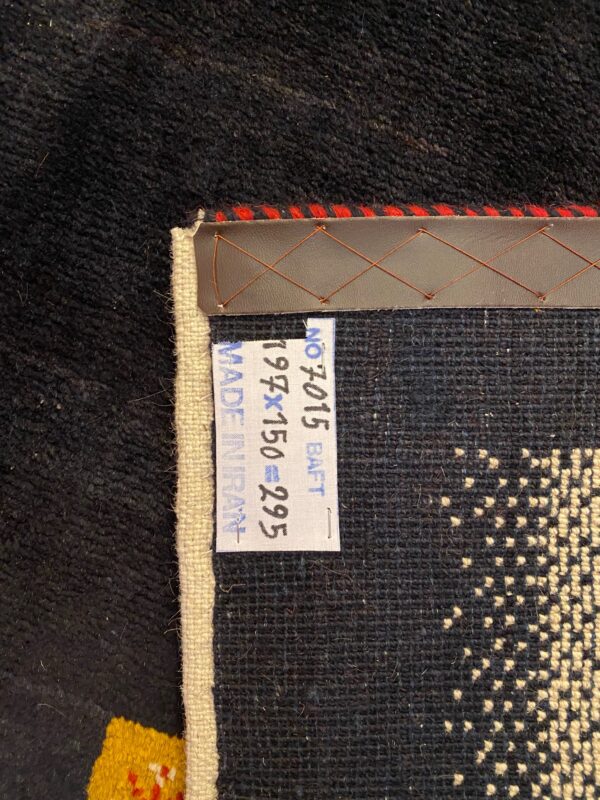 NO 7015 BAFT
197x150=295
MADE IN IRAN